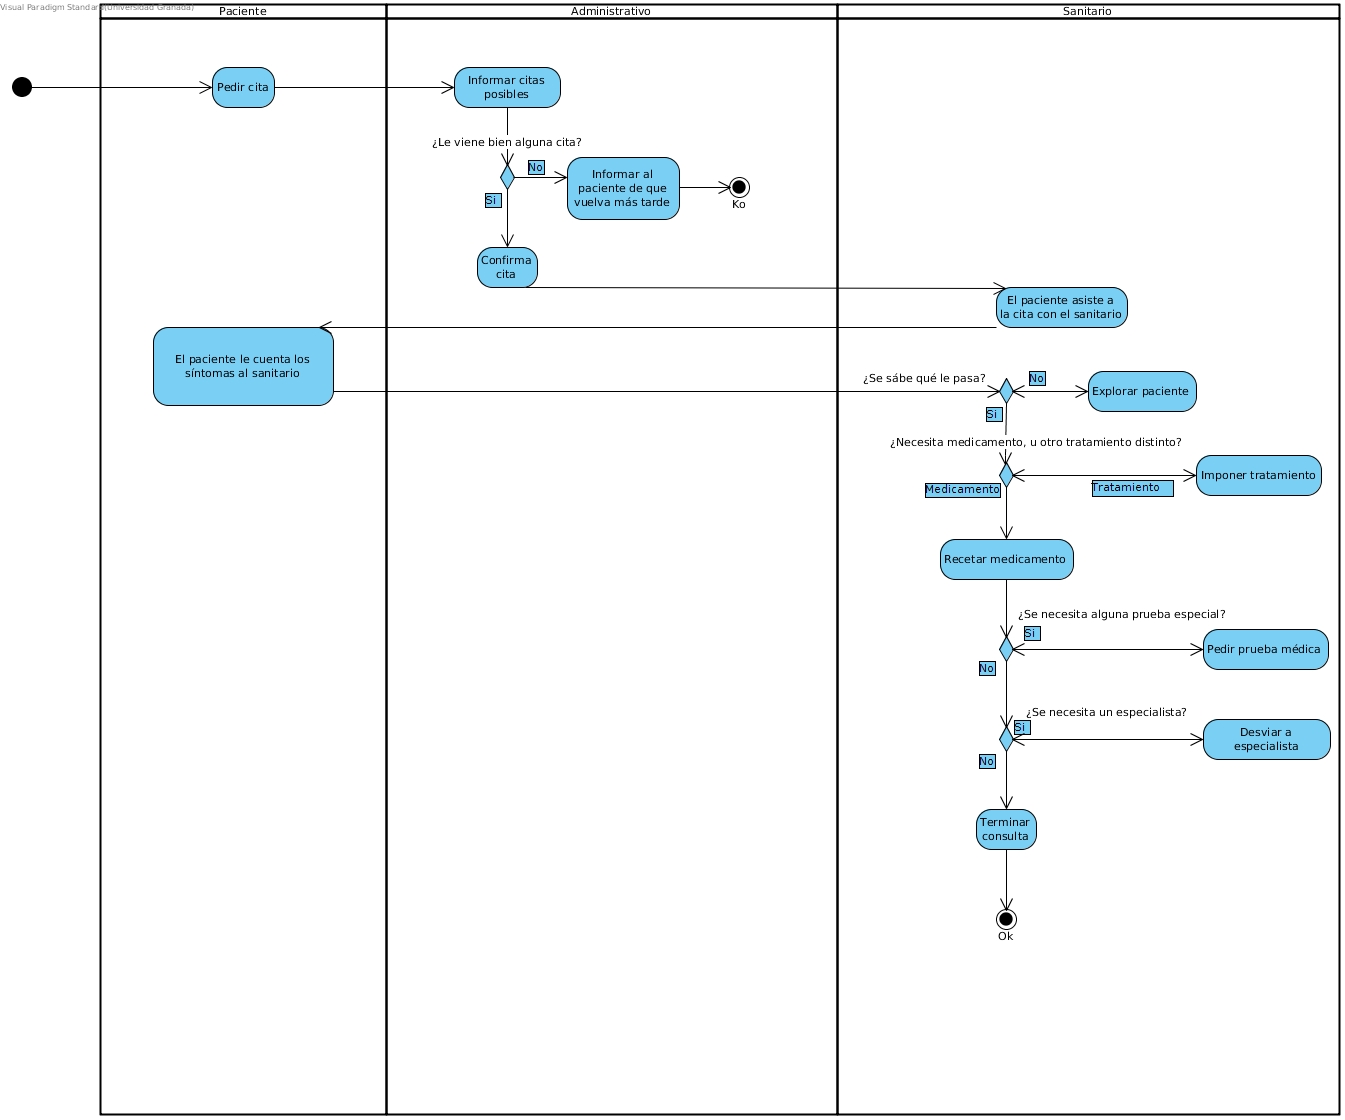 Visual Paradigm Standard(Universidad Granada)
Paciente
Administrativo
Sanitario
Pedir cita
Informar citas
posibles
¿Le viene bien alguna cita?
No
Informar al
paciente de que
vuelva más tarde
Ko
Si
Confirma
cita
El paciente asiste a
la cita con el sanitario
El paciente le cuenta los
síntomas al sanitario
¿Se sábe qué le pasa?
No
Explorar paciente
Si
¿Necesita medicamento, u otro tratamiento distinto?
Medicamento
Tratamiento
Imponer tratamiento
Recetar medicamento
¿Se necesita alguna prueba especial?
Si
Pedir prueba médica
No
¿Se necesita un especialista?
Si
Desviar a
especialista
No
Terminar
consulta
Ok